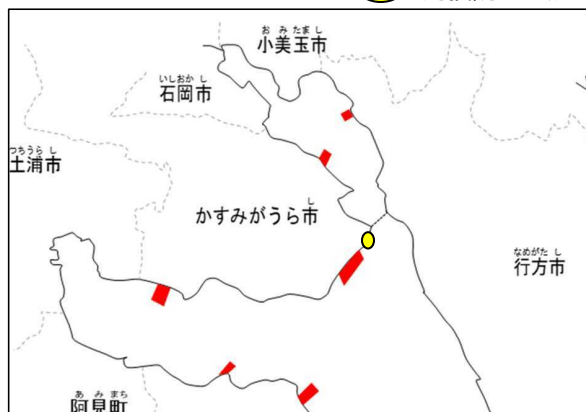 おみたまし
小美玉市
いしおかし
石岡市
つちうらし
土浦市
し
かすみがうら市
なめがたし
行方市
あみまち
阿見町